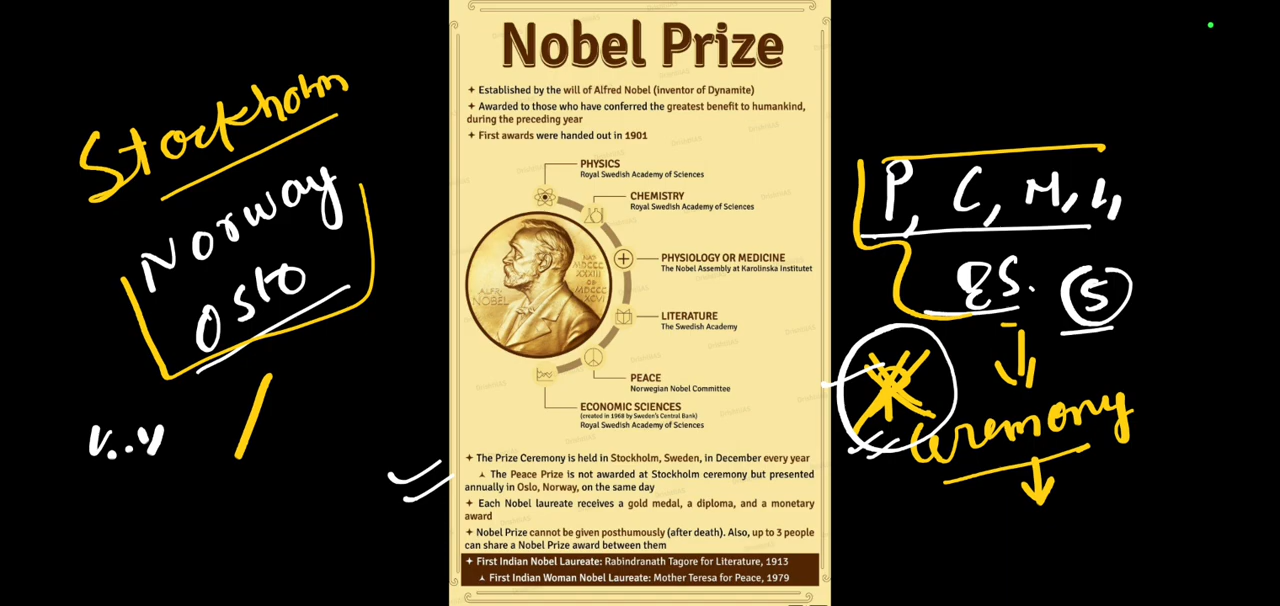 Stockholm
Norway
Oslo
Nobel Prize
Established by the will of Alfred Nobel (inventor of Dynamite)
Awarded to those who have conferred the greatest benefit to humankind,
during the preceding year
First awards were handed out in 1901
PHYSICS
Royal Swedish Academy of Sciences
CHEMISTRY
Royal Swedish Academy of Sciences
PHYSIOLOGY OR MEDICINE
The Nobel Assembly at Karolinska Institutet
LITERATURE
The Swedish Academy
PEACE
Norwegian Nobel Committee
ECONOMIC SCIENCES
(created in 1968 by Sweden's Central Bank)
Royal Swedish Academy of Sciences
ALFR
NOBEL
The Prize Ceremony is held in Stockholm, Sweden, in December every year
The Peace Prize is not awarded at Stockholm ceremony but presented
annually in Oslo, Norway, on the same day
Each Nobel laureate receives a gold medal, a diploma, and a monetary
award
Nobel Prize cannot be given posthumously (after death). Also, up to 3 people
can share a Nobel Prize award between them
First Indian Nobel Laureate: Rabindranath Tagore for Literature, 1913
First Indian Woman Nobel Laureate: Mother Teresa for Peace, 1979
P, C, M, L,
ES. (5)
Ceremony